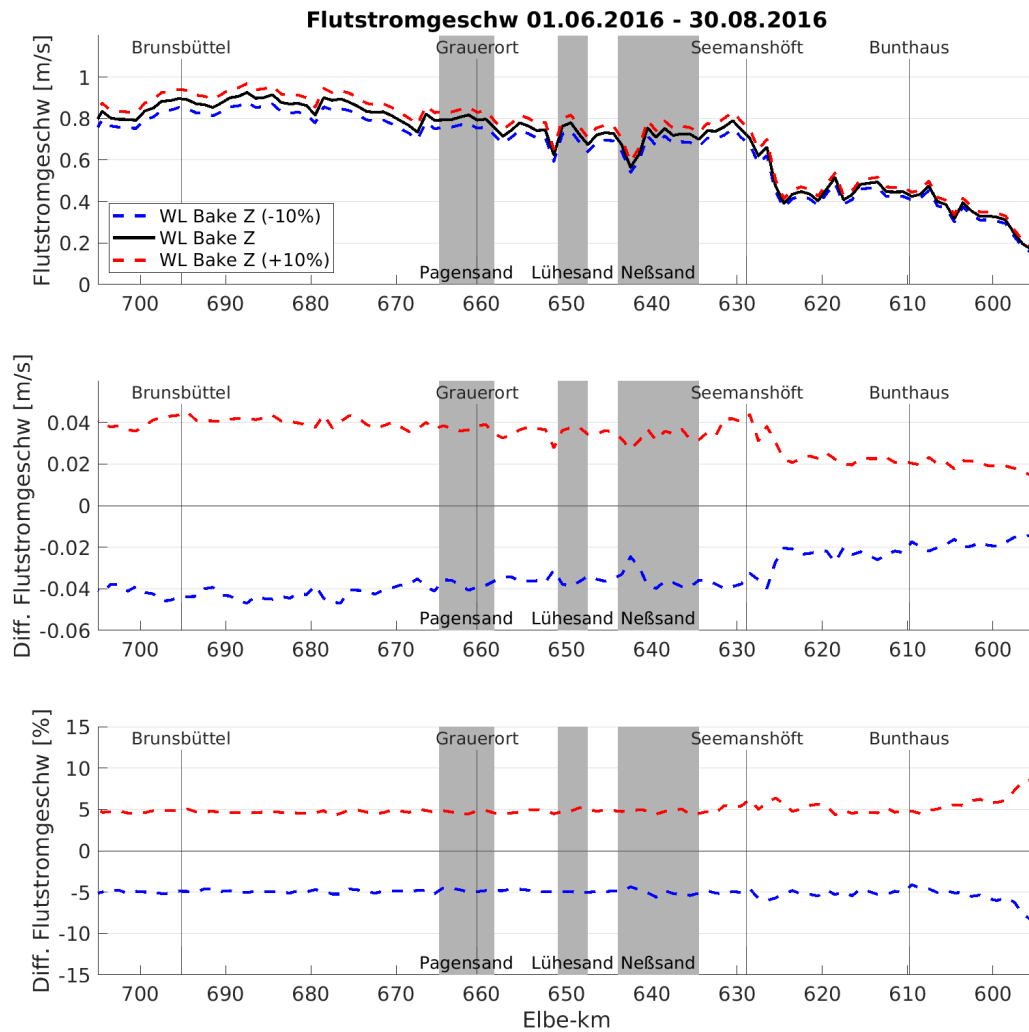 Flutstromgeschw 01.06.2016 - 30.08.2016
Flutstromgeschw [m/s]
Brunsbüttel Grauerort Seemanshöft Bunthaus
1
0.8
0.6
0.4
0.2
0
WL Bake Z (-10%)
WL Bake Z
WL Bake Z (+10%)
Pagensand Lühesand Neßsand
700 690 680 670 660 650 640 630 620 610 600
Diff. Flutstromgeschw [m/s]
Brunsbüttel Grauerort Seemanshöft Bunthaus
0.04
0.02
0
-0.02
-0.04
-0.06
Pagensand Lühesand Neßsand
700 690 680 670 660 650 640 630 620 610 600
Diff. Flutstromgeschw [%]
Brunsbüttel Grauerort Seemanshöft Bunthaus
15
10
5
0
-5
-10
-15
Pagensand Lühesand Neßsand
700 690 680 670 660 650 640 630 620 610 600
Elbe-km